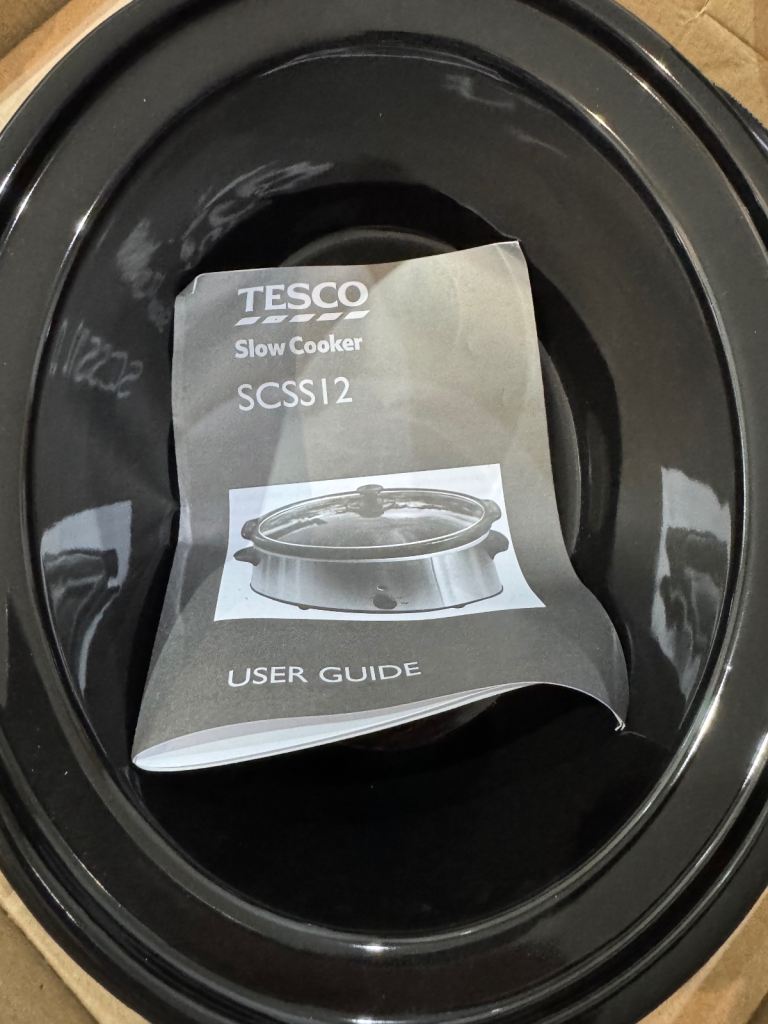 TESCO
Slow Cooker
SCSS12
USER GUIDE